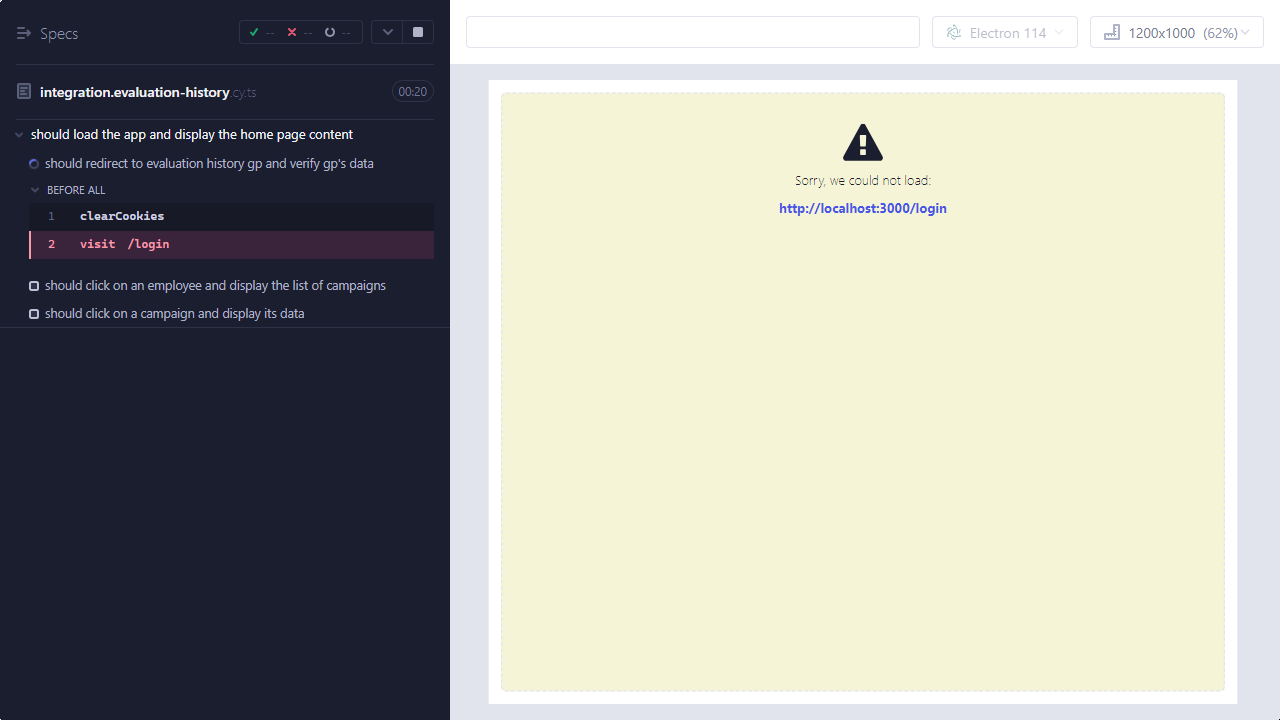 Specs
-- -- --
integration.evaluation-history.cy.ts 00:20
should load the app and display the home page content
should redirect to evaluation history gp and verify gp's data
BEFORE ALL
1 clearCookies
2 visit /login
should click on an employee and display the list of campaigns
should click on a campaign and display its data
Electron 114
1200x1000 (62%)
Sorry, we could not load:
http://localhost:3000/login